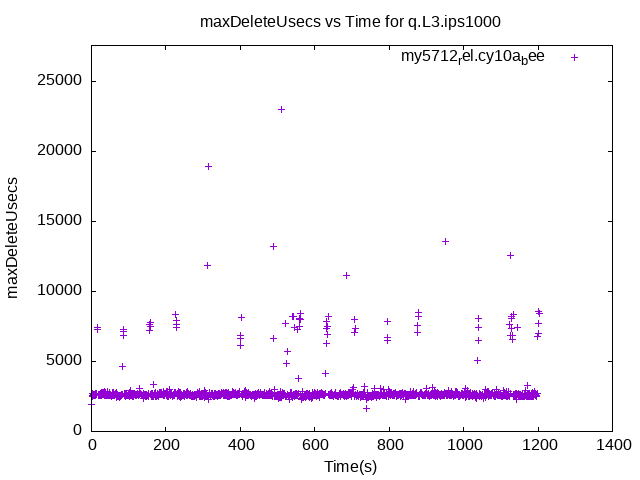 maxDeleteUsecs vs Time for q.L3.ips1000
my5712rel.cy10abee
25000
20000
15000
10000
5000
0
maxDeleteUsecs
0 200 400 600 800 1000 1200 1400
Time(s)